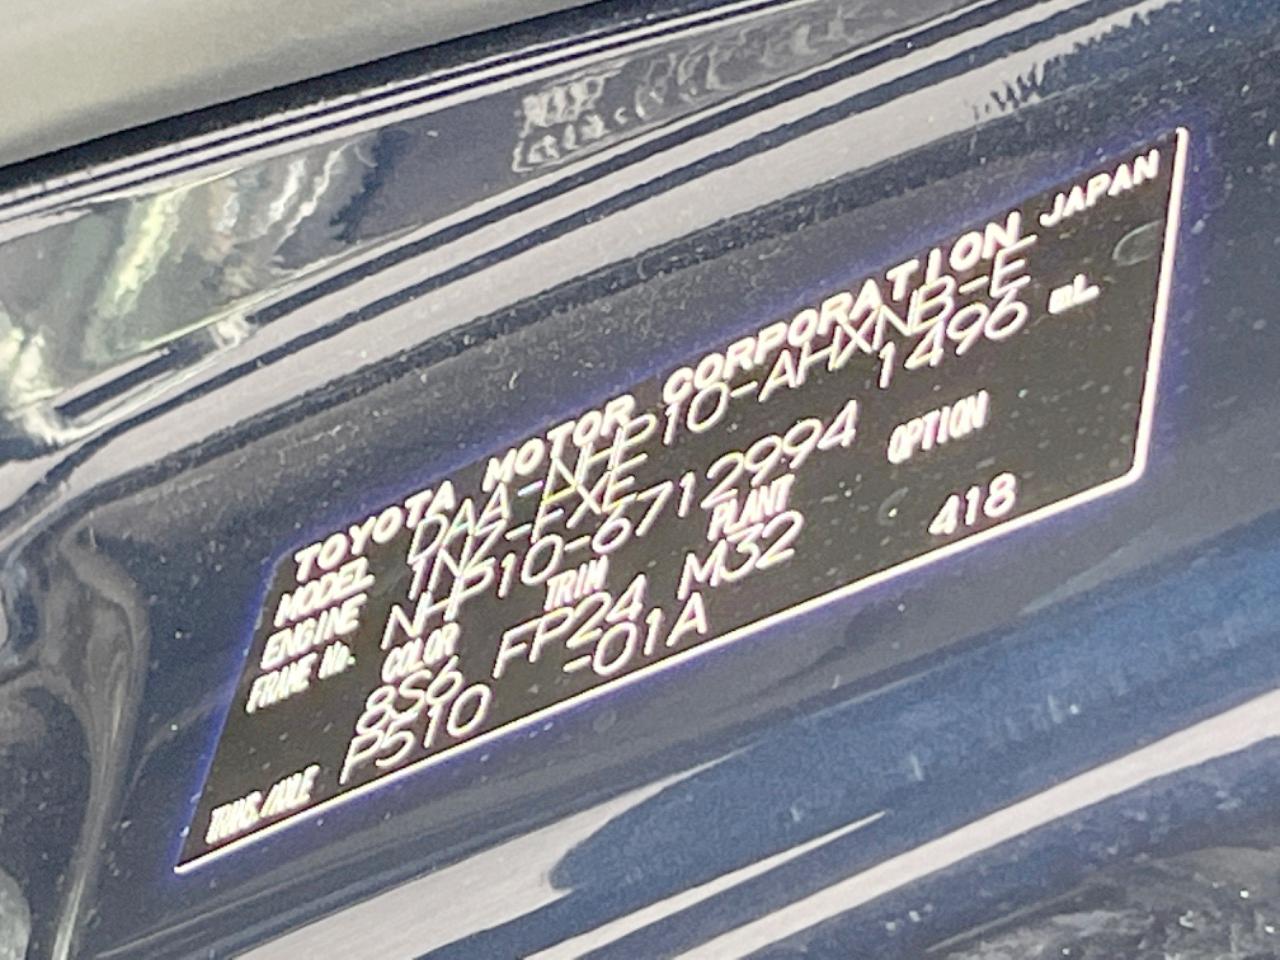 TOYOTA MOTOR CORPORATION JAPAN
MODEL DAA-NHP10-AHXNB-E
ENGINE 1NZ-FXE 1496 mL
FRAME No. NHP10-6712994
COLOR TRIM PLANT OPTION
8S6 FP24 M32 418
TRANS./AXLE P510 -01A